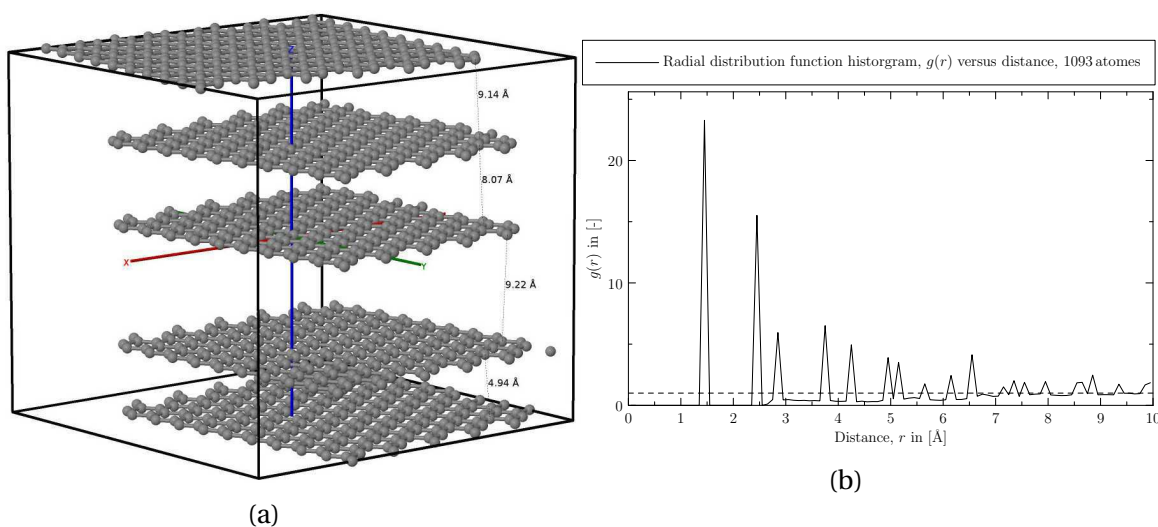 Z
9.14 Å
8.07 Å
X
Y
9.22 Å
4.94 Å
(a)
Radial distribution function historgram, g(r) versus distance, 1093 atomes
20
10
0
g(r) in [-]
0 1 2 3 4 5 6 7 8 9 10
Distance, r in [Å]
(b)